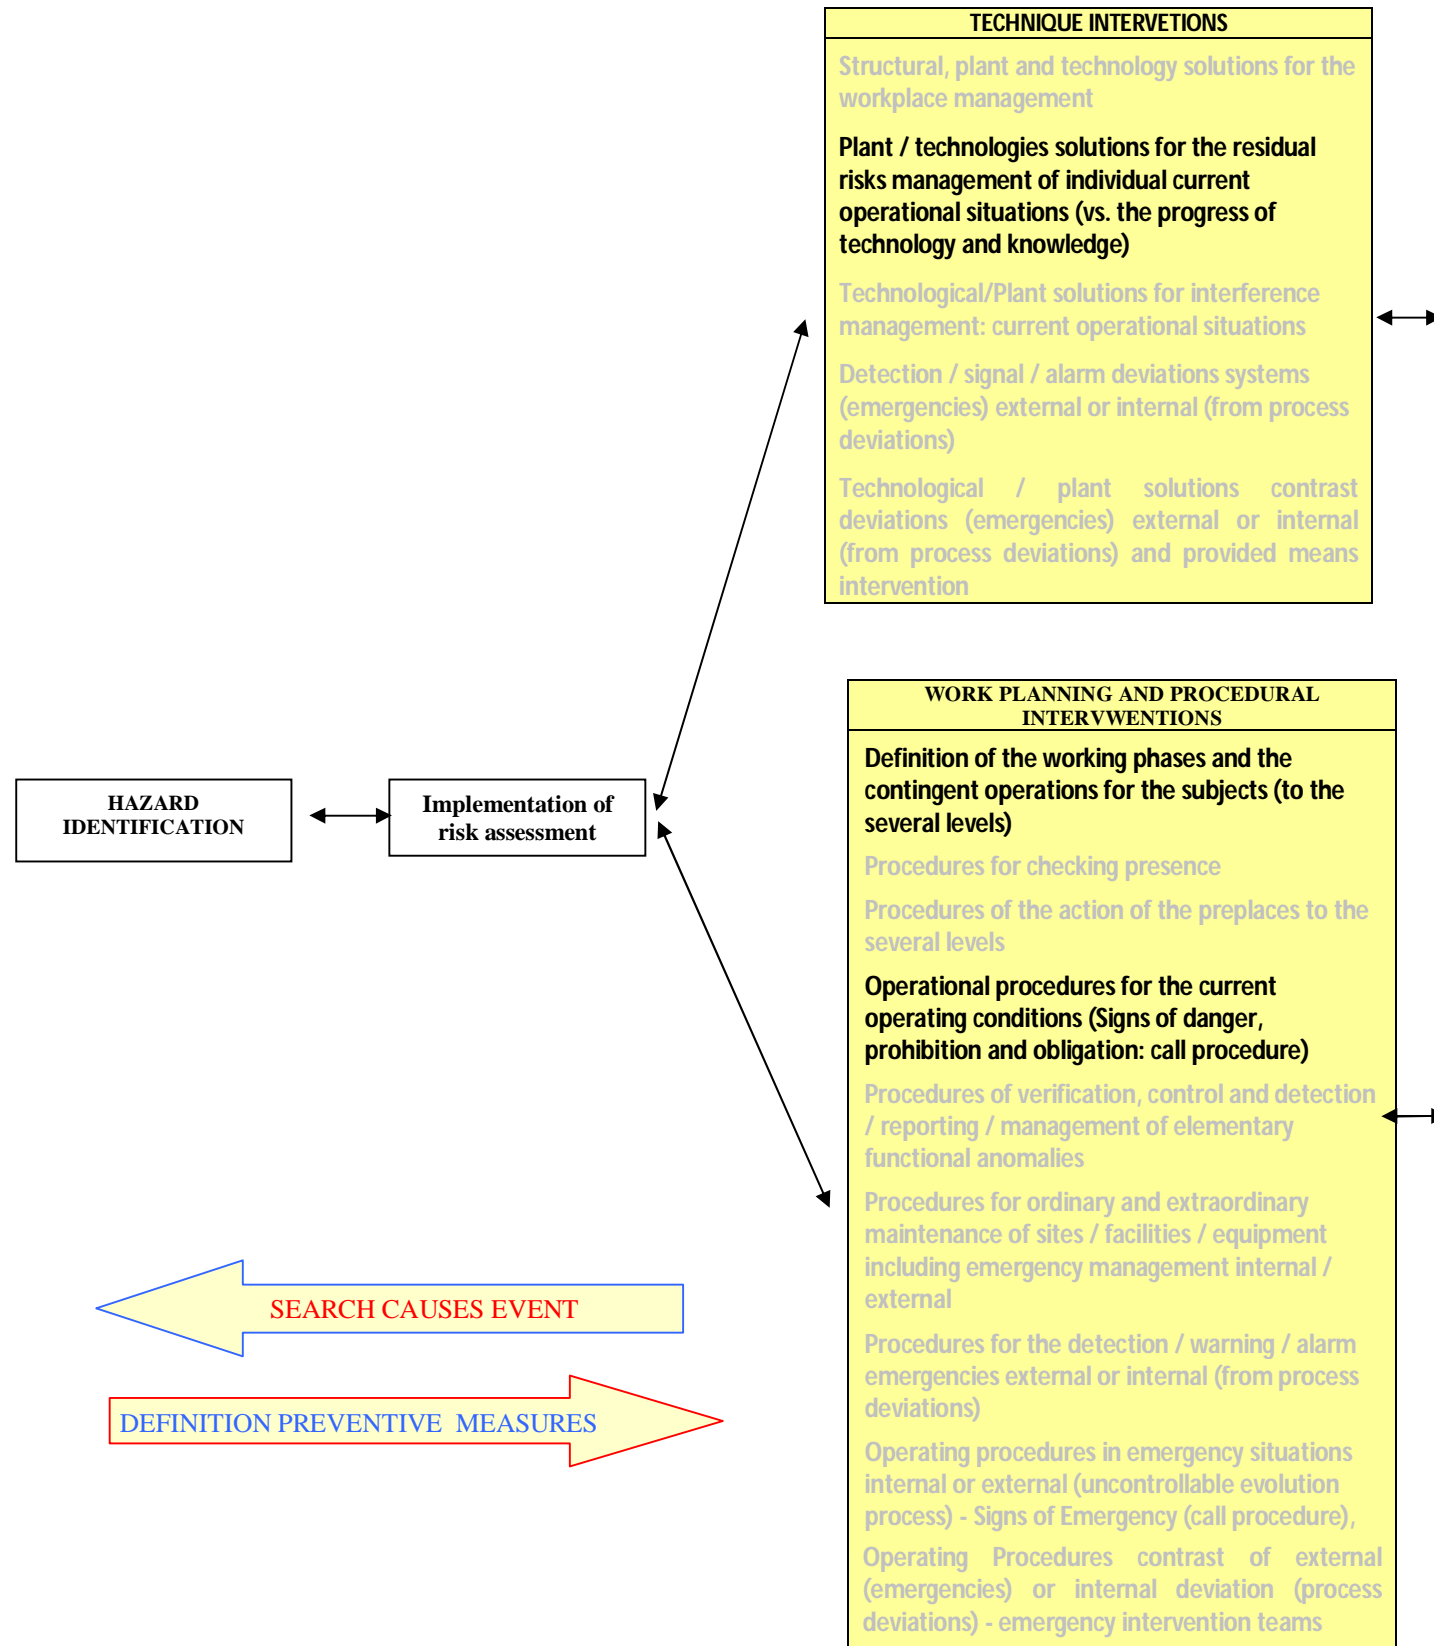 TECHNIQUE INTERVETIONS
Structural, plant and technology solutions for the
workplace management
Plant / technologies solutions for the residual
risks management of individual current
operational situations (vs. the progress of
technology and knowledge)
Technological/Plant solutions for interference
management: current operational situations
Detection / signal / alarm deviations systems
(emergencies) external or internal (from process
deviations)
Technological / plant solutions contrast
deviations (emergencies) external or internal
(from process deviations) and provided means
intervention
HAZARD
IDENTIFICATION
Implementation of
risk assessment
WORK PLANNING AND PROCEDURAL
INTERVWENTIONS
Definition of the working phases and the
contingent operations for the subjects (to the
several levels)
Procedures for checking presence
Procedures of the action of the preplaces to the
several levels
Operational procedures for the current
operating conditions (Signs of danger,
prohibition and obligation: call procedure)
Procedures of verification, control and detection
/ reporting / management of elementary
functional anomalies
Procedures for ordinary and extraordinary
maintenance of sites / facilities / equipment
including emergency management internal /
external
Procedures for the detection / warning / alarm
emergencies external or internal (from process
deviations)
Operating procedures in emergency situations
internal or external (uncontrollable evolution
process) - Signs of Emergency (call procedure),
Operating Procedures contrast of external
(emergencies) or internal deviation (process
deviations) - emergency intervention teams
SEARCH CAUSES EVENT
DEFINITION PREVENTIVE MEASURES